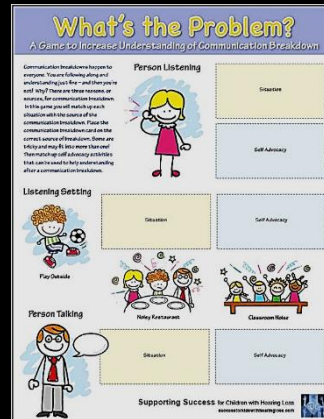 What's the Problem?
A Game to Increase Understanding of Communication Breakdown
Communication breakdowns happen to
everyone. You are following along and
understanding just fine – and then you're
not! Why? There are three reasons, or
sources, for communication breakdown.
In this game you will match up each
situation with the source of the
communication breakdown. Place the
communication breakdown card on the
correct source of breakdown. Some are
tricky and may fit into more than one!
Then match up self advocacy activities
that can be used to help understanding
after a communication breakdown.
Person Listening
Situation
Self Advocacy
Listening Setting
Situation
Self Advocacy
Play Outside
Noisy Restaurant
Classroom Noise
Person Talking
Situation
Self Advocacy
Supporting Success for Children with Hearing Loss
successforkidswithhearingloss.com